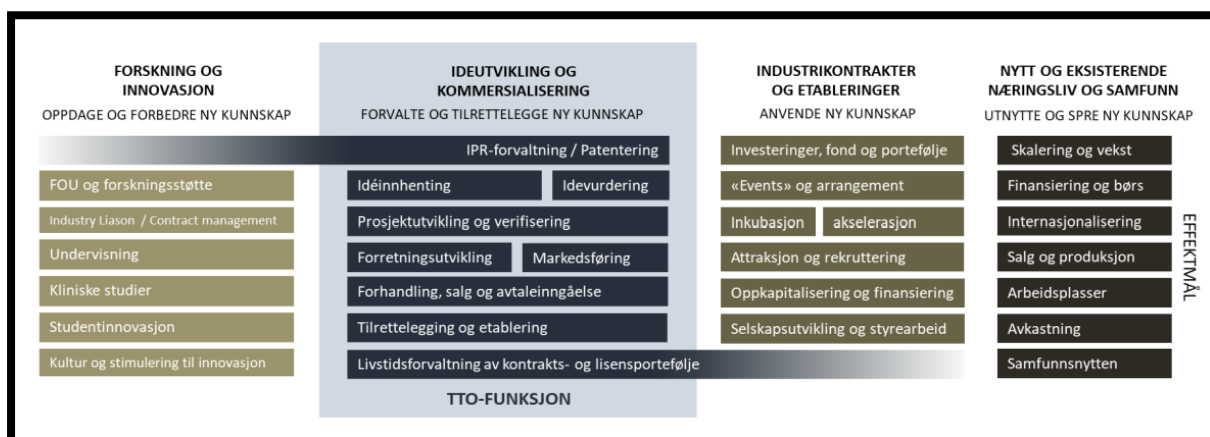 FORSKNING OG
INNOVASJON
OPPDAGE OG FORBEDRE NY KUNNSKAP
FOU og forskningsstøtte
Industry Liason / Contract management
Undervisning
Kliniske studier
Studentinnovasjon
Kultur og stimulering til innovasjon
IDEUTVIKLING OG
KOMMERSIALISERING
FORVALTE OG TILRETTELEGGE NY KUNNSKAP
IPR-forvaltning / Patentering
Idéinnhenting
Idevurdering
Prosjektutvikling og verifisering
Forretningsutvikling
Markedsføring
Forhandling, salg og avtaleinngåelse
Tilrettelegging og etablering
Livstidsforvaltning av kontrakts- og lisensportefølje
TTO-FUNKSJON
INDUSTRIKONTRAKTER
OG ETABLERINGER
ANVENDE NY KUNNSKAP
Investeringer, fond og portefølje
«Events» og arrangement
Inkubasjon
akselerasjon
Attraksjon og rekruttering
Oppkapitalisering og finansiering
Selskapsutvikling og styrearbeid
NYTT OG EKSISTERENDE
NÆRINGSLIV OG SAMFUNN
UTNYTTE OG SPRE NY KUNNSKAP
Skalering og vekst
Finansiering og børs
Internasjonalisering
Salg og produksjon
Arbeidsplasser
Avkastning
Samfunnsnytten
EFFEKTMÅL